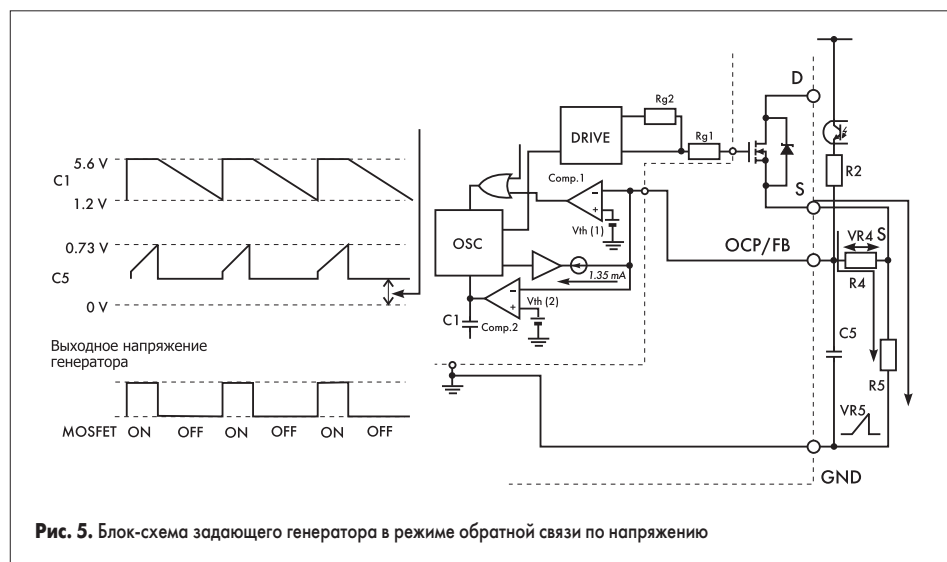 5.6 V
C1
1.2 V
0.73 V
C5
0 V
Выходное напряжение
генератора
MOSFET ON OFF ON OFF ON OFF
DRIVE
Rg2
Rg1
Comp.1
Vth (1)
OSC
1.35 mA
Vth (2)
C1
Comp.2
D
R2
S
OCP/FB
VR4
S
R4
C5
R5
VR5
GND
Рис. 5. Блок-схема задающего генератора в режиме обратной связи по напряжению